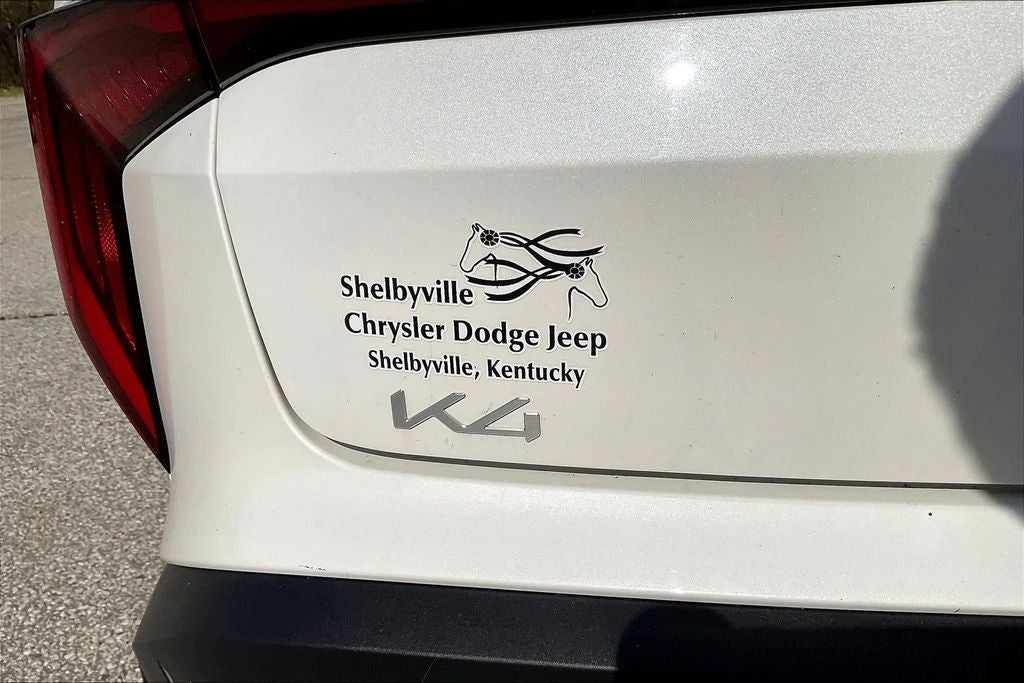 Shelbyville
Chrysler Dodge Jeep
Shelbyville, Kentucky
K4